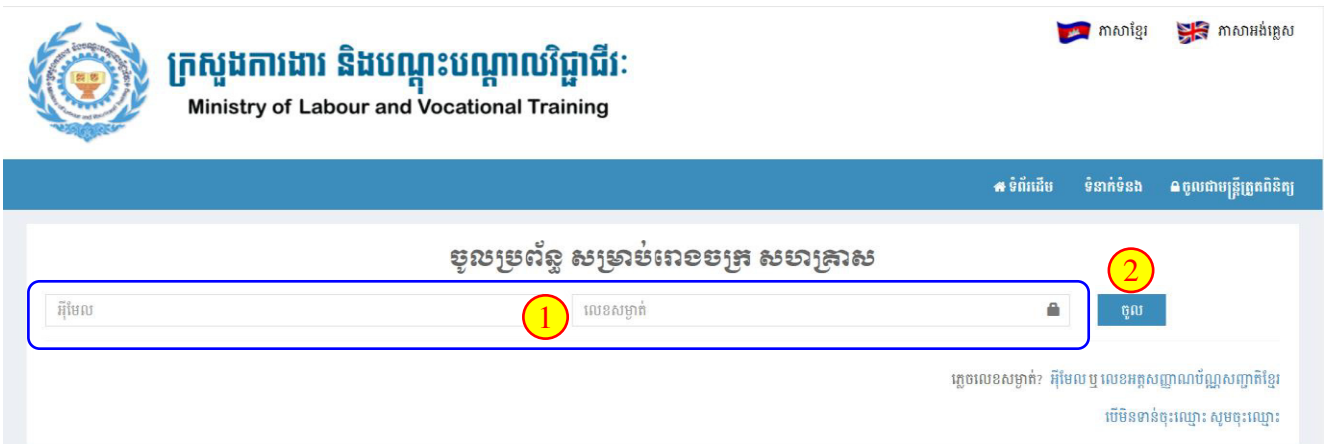 ភាសាខ្មែរ ភាសាអង់គ្លេស
ក្រសួងការងារ និងបណ្តុះបណ្តាលវិជ្ជាជីវៈ
Ministry of Labour and Vocational Training
ទំព័រដើម ទំនាក់ទំនង ចូលជាមន្ត្រីត្រួតពិនិត្យ
ចូលប្រព័ន្ធ សម្រាប់រោងចក្រ សហគ្រាស
2
អ៊ីមែល 1 លេខសម្ងាត់ ចូល
ភ្លេចលេខសម្ងាត់? អ៊ីមែល ឬ លេខអត្តសញ្ញាណប័ណ្ណសញ្ជាតិខ្មែរ
បើមិនទាន់ចុះឈ្មោះ សូមចុះឈ្មោះ